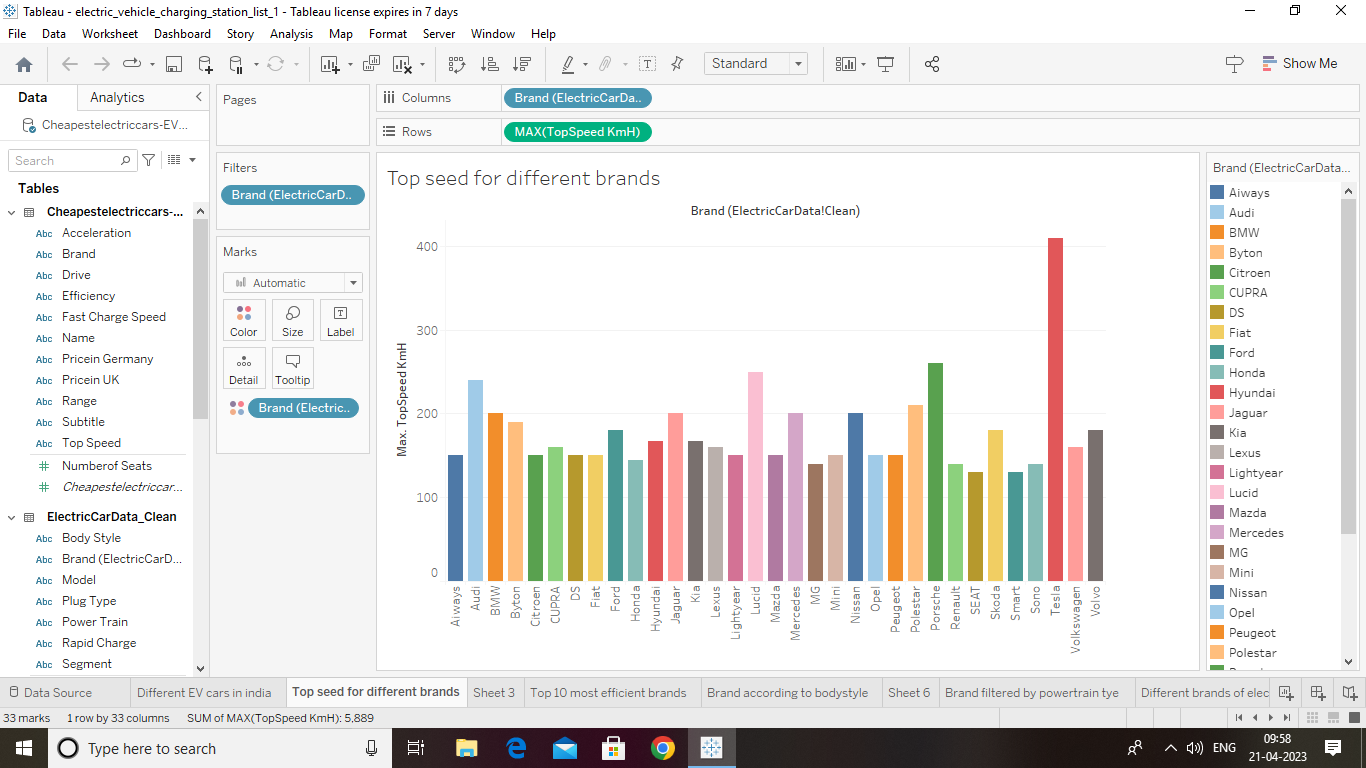 Tableau - electric_vehicle_charging_station_list_1 - Tableau license expires in 7 days
File Data Worksheet Dashboard Story Analysis Map Format Server Window Help
Standard
Show Me
Data Analytics
Cheapestelectriccars-EV...
Search
Tables
Cheapestelectriccars-...
Abc Acceleration
Abc Brand
Abc Drive
Abc Efficiency
Abc Fast Charge Speed
Abc Name
Abc Pricein Germany
Abc Pricein UK
Abc Range
Abc Subtitle
Abc Top Speed
# Numberof Seats
# Cheapestelectriccar...
ElectricCarData_Clean
Abc Body Style
Abc Brand (ElectricCarD...
Abc Model
Abc Plug Type
Abc Power Train
Abc Rapid Charge
Abc Segment
Pages
Filters
Brand (ElectricCarD..
Marks
Automatic
Color Size Label
T
Detail Tooltip
Brand (Electric..
Columns Brand (ElectricCarDa..
Rows MAX(TopSpeed KmH)
Top seed for different brands
Brand (ElectricCarData!Clean)
Max. TopSpeed KmH
400
300
200
100
0
Aiways
Audi
BMW
Byton
Citroen
CUPRA
DS
Fiat
Ford
Honda
Hyundai
Jaguar
Kia
Lexus
Lightyear
Lucid
Mazda
Mercedes
MG
Mini
Nissan
Opel
Peugeot
Polestar
Porsche
Renault
SEAT
Skoda
Smart
Sono
Tesla
Volkswagen
Volvo
Brand (ElectricCarData...
Aiways
Audi
BMW
Byton
Citroen
CUPRA
DS
Fiat
Ford
Honda
Hyundai
Jaguar
Kia
Lexus
Lightyear
Lucid
Mazda
Mercedes
MG
Mini
Nissan
Opel
Peugeot
Polestar
Data Source Different EV cars in india Top seed for different brands Sheet 3 Top 10 most efficient brands Brand according to bodystyle Sheet 6 Brand filtered by powertrain tye Different brands of elec
33 marks 1 row by 33 columns SUM of MAX(TopSpeed KmH): 5,889
Type here to search
ENG
09:58
21-04-2023